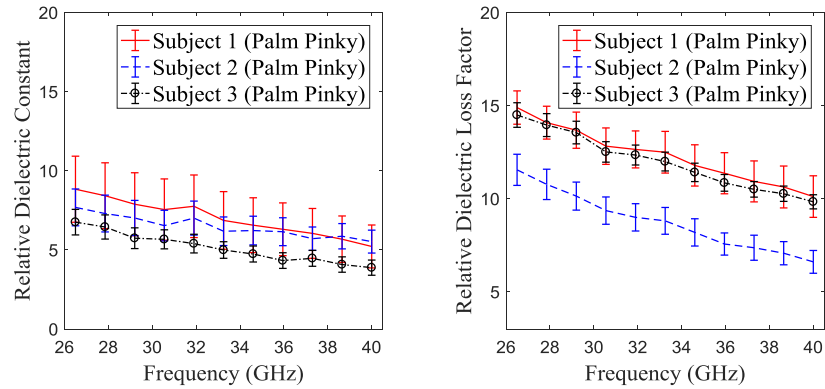 20
15
10
5
0
Relative Dielectric Constant
Subject 1 (Palm Pinky)
Subject 2 (Palm Pinky)
Subject 3 (Palm Pinky)
26 28 30 32 34 36 38 40
Frequency (GHz)
20
15
10
5
Relative Dielectric Loss Factor
Subject 1 (Palm Pinky)
Subject 2 (Palm Pinky)
Subject 3 (Palm Pinky)
26 28 30 32 34 36 38 40
Frequency (GHz)